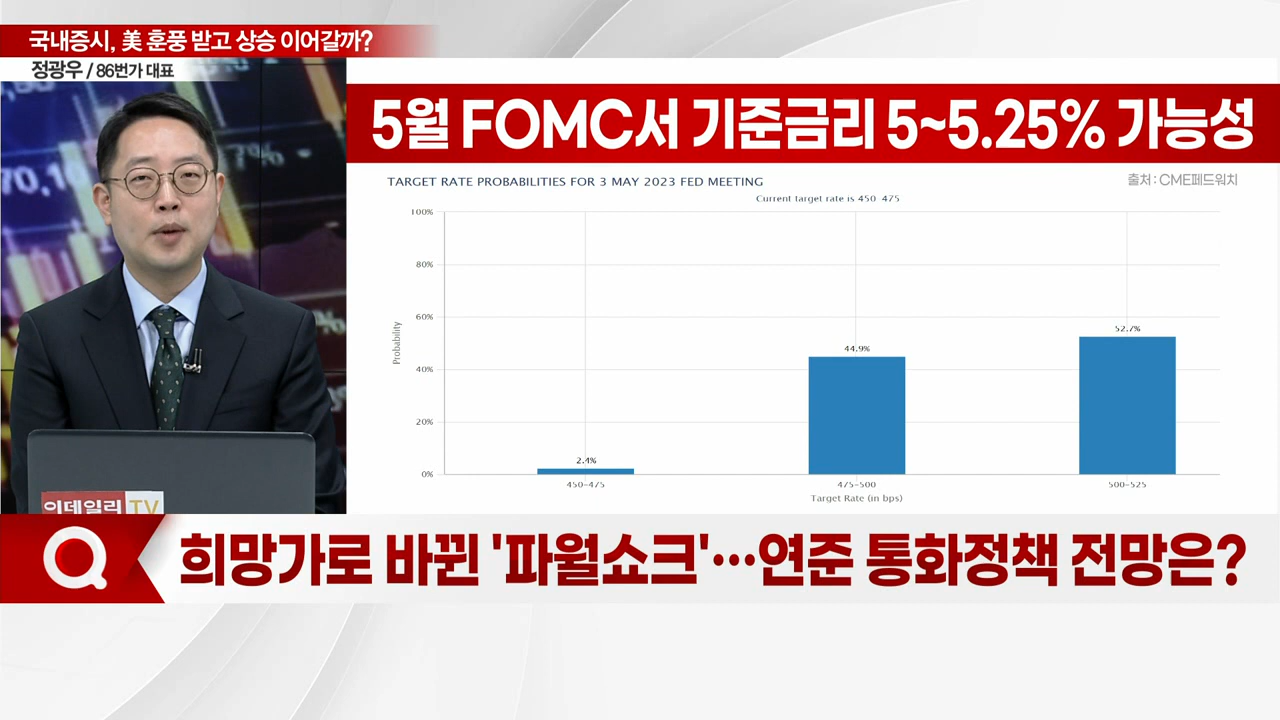 국내증시, 美 훈풍 받고 상승 이어갈까?
정광우 / 86번가 대표
5월 FOMC서 기준금리 5~5.25% 가능성
TARGET RATE PROBABILITIES FOR 3 MAY 2023 FED MEETING
출처 : CME페드워치
Current target rate is 450-475
100%
80%
60%
40%
20%
0%
Probability
2.4%
44.9%
52.7%
450-475
475-500
500-525
Target Rate (in bps)
70,10
7%
이데일리 TV
Q
희망가로 바뀐 '파월쇼크'…연준 통화정책 전망은?